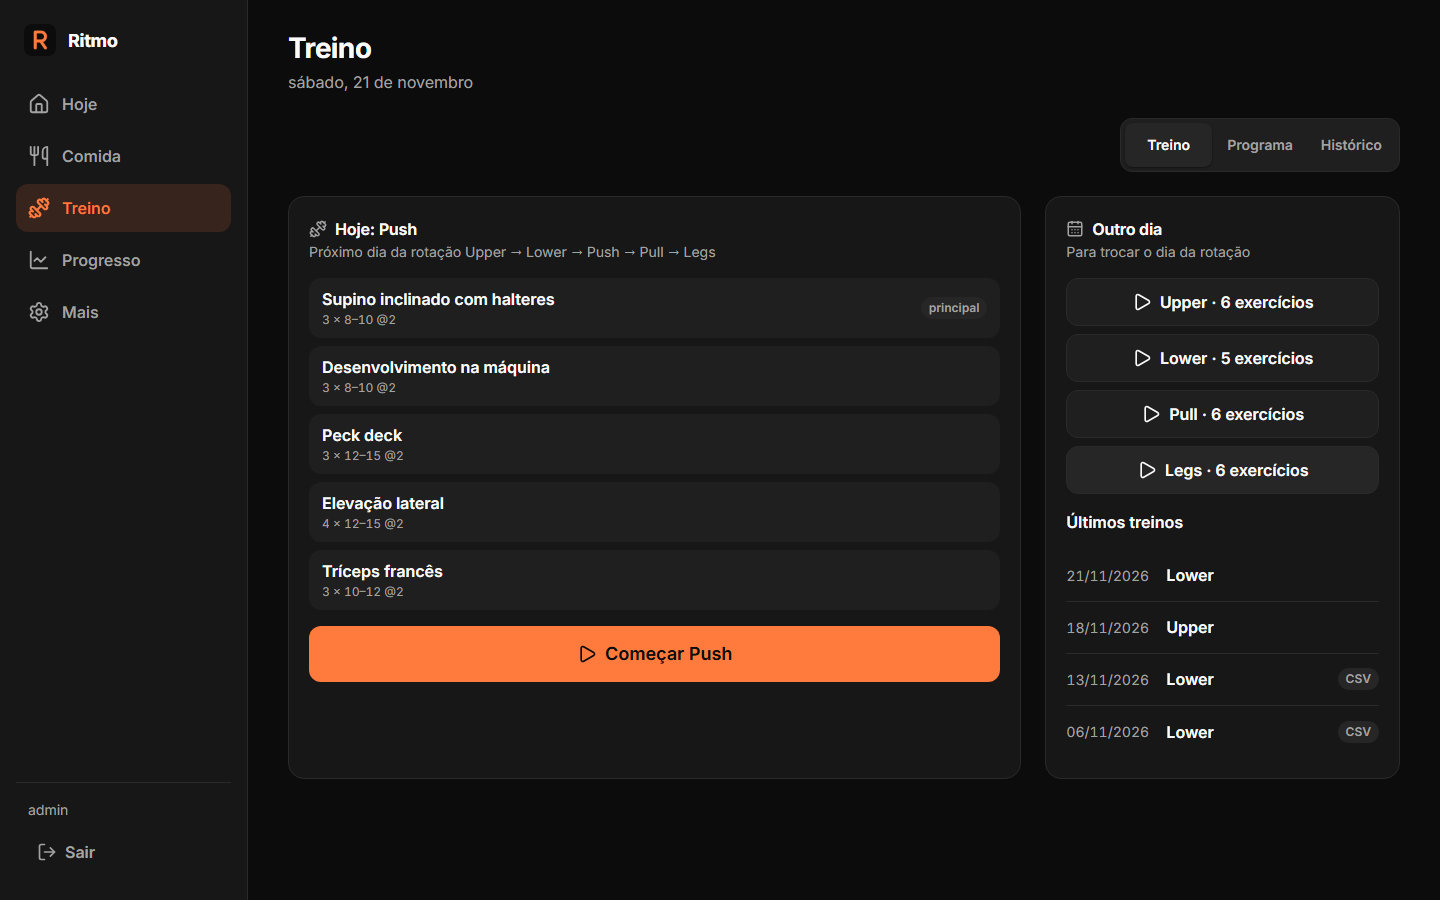 R Ritmo
Hoje
Comida
Treino
Progresso
Mais
admin
Sair
Treino
sábado, 21 de novembro
Treino Programa Histórico
Hoje: Push
Próximo dia da rotação Upper → Lower → Push → Pull → Legs
Supino inclinado com halteres
3 × 8–10 @2
principal
Desenvolvimento na máquina
3 × 8–10 @2
Peck deck
3 × 12–15 @2
Elevação lateral
4 × 12–15 @2
Tríceps francês
3 × 10–12 @2
Começar Push
Outro dia
Para trocar o dia da rotação
Upper · 6 exercícios
Lower · 5 exercícios
Pull · 6 exercícios
Legs · 6 exercícios
Últimos treinos
21/11/2026 Lower
18/11/2026 Upper
13/11/2026 Lower CSV
06/11/2026 Lower CSV